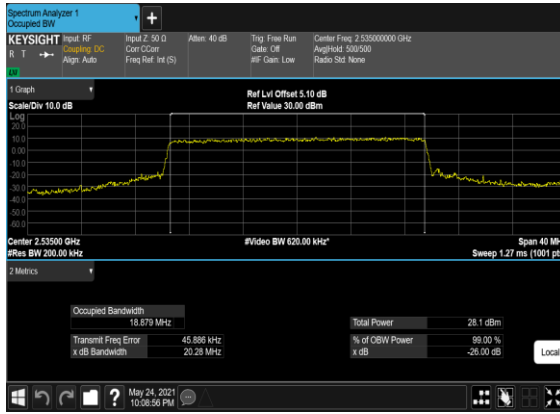 Spectrum Analyzer 1
Occupied BW
+
KEYSIGHT
R T
LXI
Input: RF
Coupling: DC
Align: Auto
Input Z: 50 Ω
Corr CCorr
Freq Ref: Int (S)
Atten: 40 dB
Trig: Free Run
Gate: Off
#IF Gain: Low
Center Freq: 2.535000000 GHz
Avg|Hold: 500/500
Radio Std: None
1 Graph
Scale/Div 10.0 dB
Ref Lvl Offset 5.10 dB
Ref Value 30.00 dBm
Log
20.0
10.0
0.00
-10.0
-20.0
-30.0
-40.0
-50.0
-60.0
Center 2.53500 GHz
#Res BW 200.00 kHz
#Video BW 620.00 kHz*
Span 40 MH
Sweep 1.27 ms (1001 pt
2 Metrics
Occupied Bandwidth
18.879 MHz
Transmit Freq Error 45.886 kHz
x dB Bandwidth 20.28 MHz
Total Power 28.1 dBm
% of OBW Power 99.00 %
x dB -26.00 dB
Local
?
May 24, 2021
10:08:56 PM